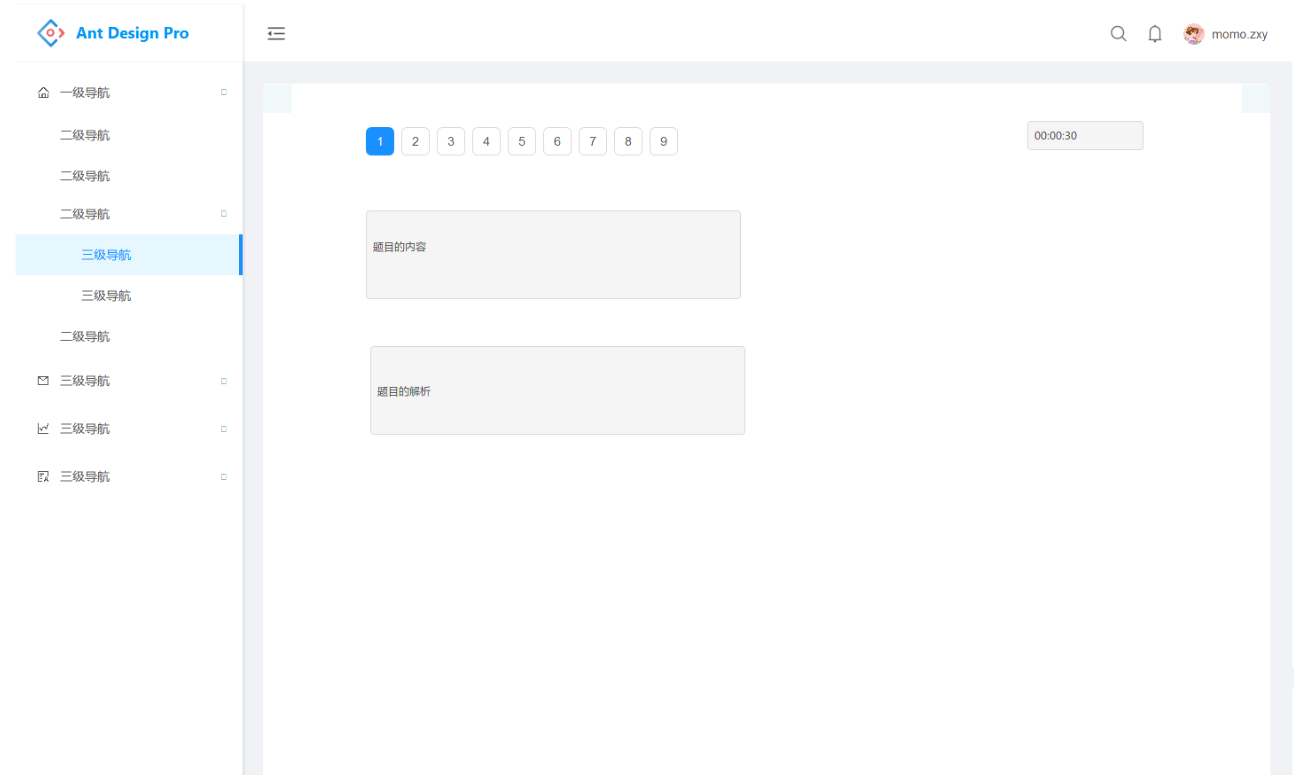 Ant Design Pro
momo.zxy
一级导航
二级导航
二级导航
二级导航
三级导航
三级导航
二级导航
三级导航
三级导航
三级导航
1 2 3 4 5 6 7 8 9
00:00:30
题目的内容
题目的解析